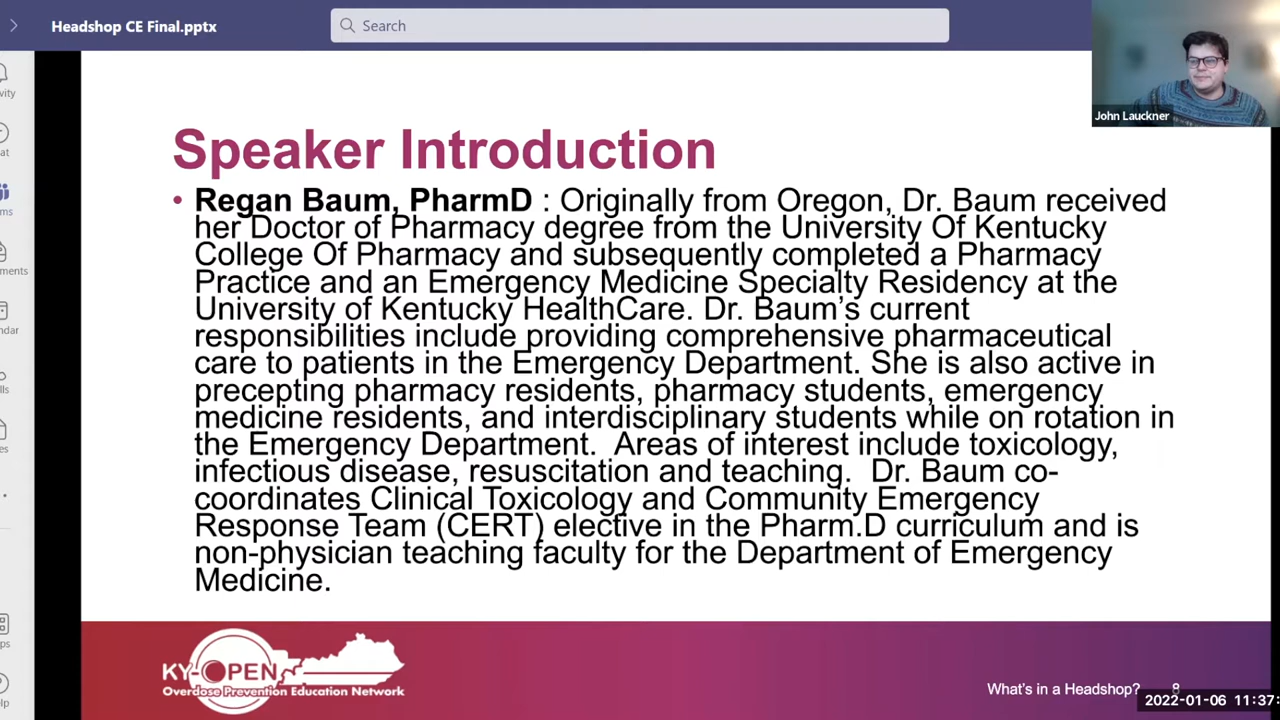 Headshop CE Final.pptx
Search
John Lauckner
Speaker Introduction
• Regan Baum, PharmD : Originally from Oregon, Dr. Baum received
her Doctor of Pharmacy degree from the University Of Kentucky
College Of Pharmacy and subsequently completed a Pharmacy
Practice and an Emergency Medicine Specialty Residency at the
University of Kentucky HealthCare. Dr. Baum’s current
responsibilities include providing comprehensive pharmaceutical
care to patients in the Emergency Department. She is also active in
precepting pharmacy residents, pharmacy students, emergency
medicine residents, and interdisciplinary students while on rotation in
the Emergency Department.  Areas of interest include toxicology,
infectious disease, resuscitation and teaching.  Dr. Baum co-
coordinates Clinical Toxicology and Community Emergency
Response Team (CERT) elective in the Pharm.D curriculum and is
non-physician teaching faculty for the Department of Emergency
Medicine.
KY-OPEN
Overdose Prevention Education Network
What’s in a Headshop? 8
2022-01-06 11:37: